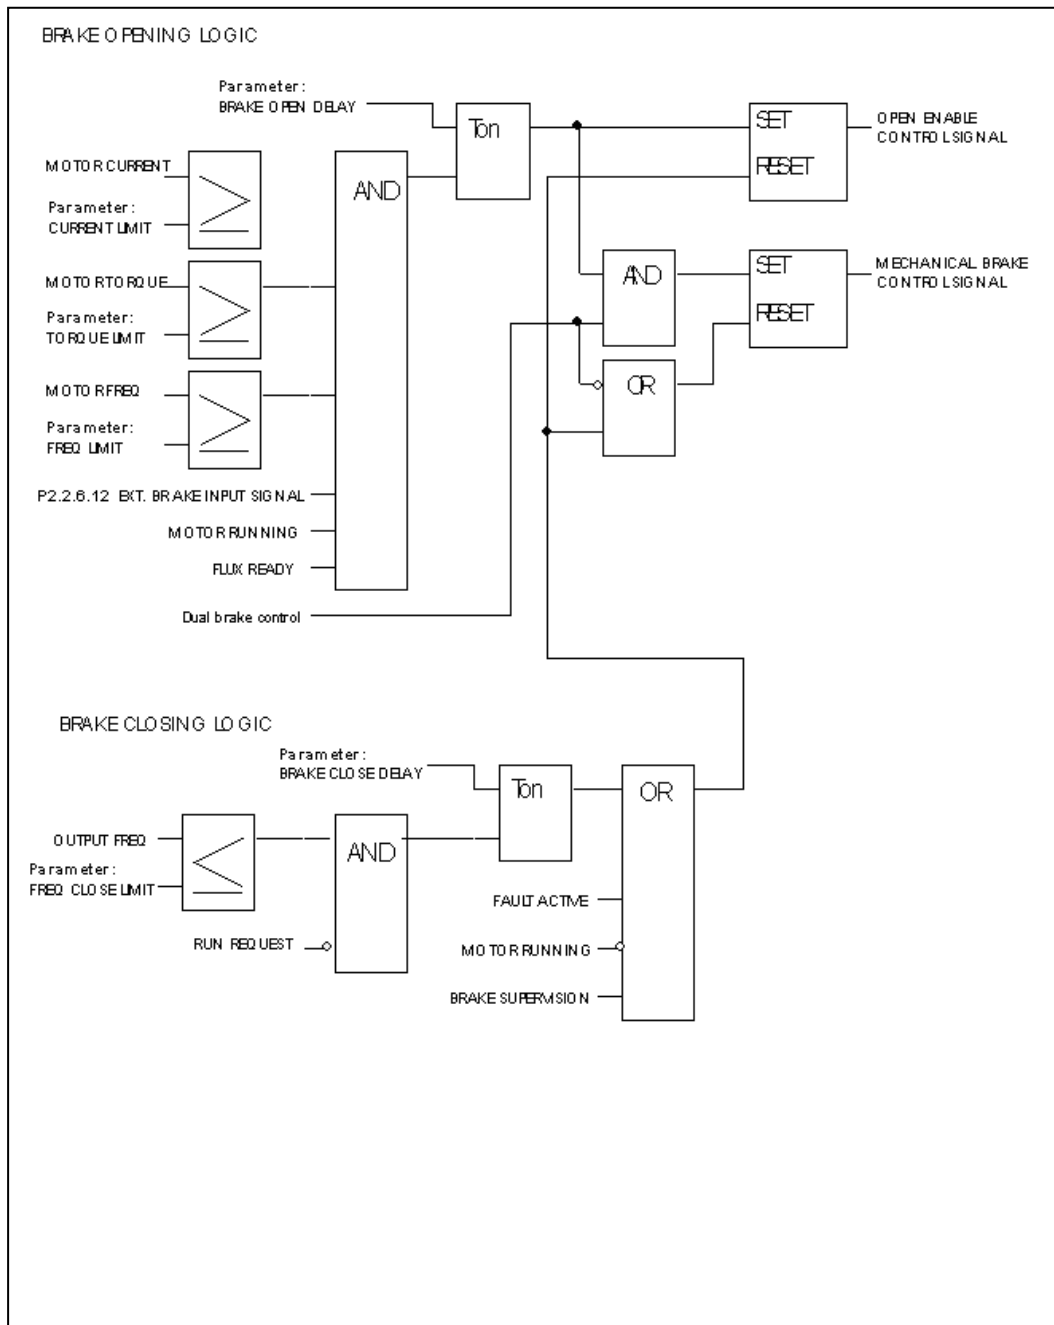 BRAKE OPENING LOGIC
Parameter:
BRAKE OPEN DELAY
Ton
SET
RESET
OPEN ENABLE
CONTROL SIGNAL
MOTOR CURRENT
Parameter:
CURRENT LIMIT
AND
MOTOR TORQUE
Parameter:
TORQUE LIMIT
AND
SET
RESET
MECHANICAL BRAKE
CONTROL SIGNAL
MOTOR FREQ
Parameter:
FREQ LIMIT
OR
P2.2.6.12 EXT. BRAKE INPUT SIGNAL
MOTOR RUNNING
FLUX READY
Dual brake control
BRAKE CLOSING LOGIC
Parameter:
BRAKE CLOSE DELAY
Ton
OR
OUTPUT FREQ
Parameter:
FREQ CLOSE LIMIT
AND
RUN REQUEST
FAULT ACTIVE
MOTOR RUNNING
BRAKE SUPERVISION